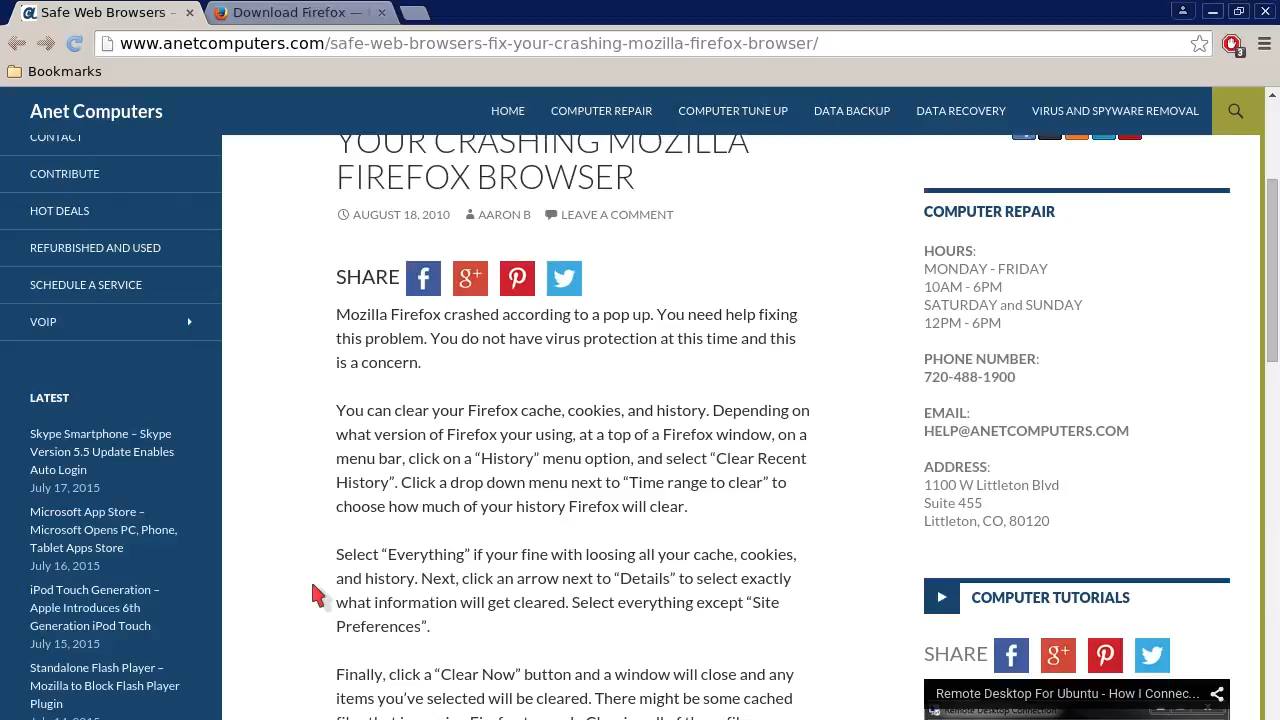 Safe Web Browsers –
Download Firefox —
www.anetcomputers.com/safe-web-browsers-fix-your-crashing-mozilla-firefox-browser/
3
Bookmarks
Anet Computers
HOME
COMPUTER REPAIR
COMPUTER TUNE UP
DATA BACKUP
DATA RECOVERY
VIRUS AND SPYWARE REMOVAL
CONTACT
CONTRIBUTE
HOT DEALS
REFURBISHED AND USED
SCHEDULE A SERVICE
VOIP
LATEST
Skype Smartphone – Skype
Version 5.5 Update Enables
Auto Login
July 17, 2015
Microsoft App Store –
Microsoft Opens PC, Phone,
Tablet Apps Store
July 16, 2015
iPod Touch Generation –
Apple Introduces 6th
Generation iPod Touch
July 15, 2015
Standalone Flash Player –
Mozilla to Block Flash Player
Plugin
YOUR CRASHING MOZILLA
FIREFOX BROWSER
AUGUST 18, 2010 AARON B LEAVE A COMMENT
SHARE
Mozilla Firefox crashed according to a pop up. You need help fixing
this problem. You do not have virus protection at this time and this
is a concern.
You can clear your Firefox cache, cookies, and history. Depending on
what version of Firefox your using, at a top of a Firefox window, on a
menu bar, click on a “History” menu option, and select “Clear Recent
History”. Click a drop down menu next to “Time range to clear” to
choose how much of your history Firefox will clear.
Select “Everything” if your fine with loosing all your cache, cookies,
and history. Next, click an arrow next to “Details” to select exactly
what information will get cleared. Select everything except “Site
Preferences”.
Finally, click a “Clear Now” button and a window will close and any
items you’ve selected will be cleared. There might be some cached
COMPUTER REPAIR
HOURS:
MONDAY - FRIDAY
10AM - 6PM
SATURDAY and SUNDAY
12PM - 6PM
PHONE NUMBER:
720-488-1900
EMAIL:
HELP@ANETCOMPUTERS.COM
ADDRESS:
1100 W Littleton Blvd
Suite 455
Littleton, CO, 80120
COMPUTER TUTORIALS
SHARE
Remote Desktop For Ubuntu - How I Connec...
Remote Desktop Connection